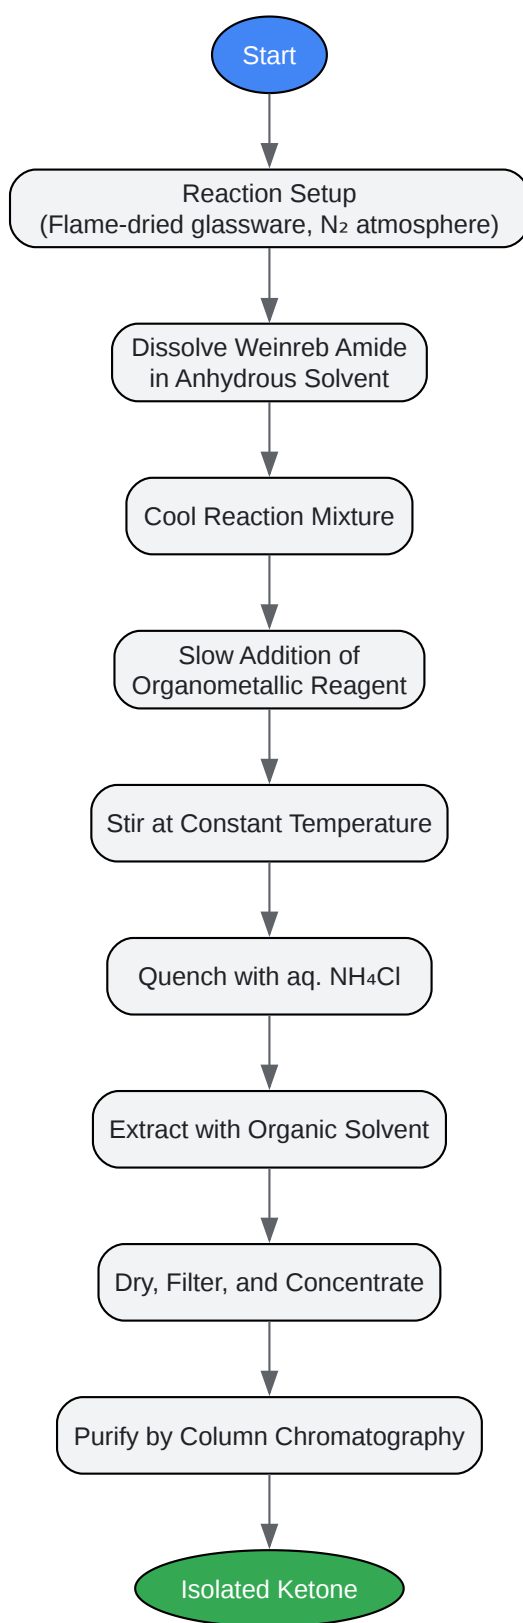 Start
Reaction Setup
(Flame-dried glassware, N₂ atmosphere)
Dissolve Weinreb Amide
in Anhydrous Solvent
Cool Reaction Mixture
Slow Addition of
Organometallic Reagent
Stir at Constant Temperature
Quench with aq. NH₄Cl
Extract with Organic Solvent
Dry, Filter, and Concentrate
Purify by Column Chromatography
Isolated Ketone